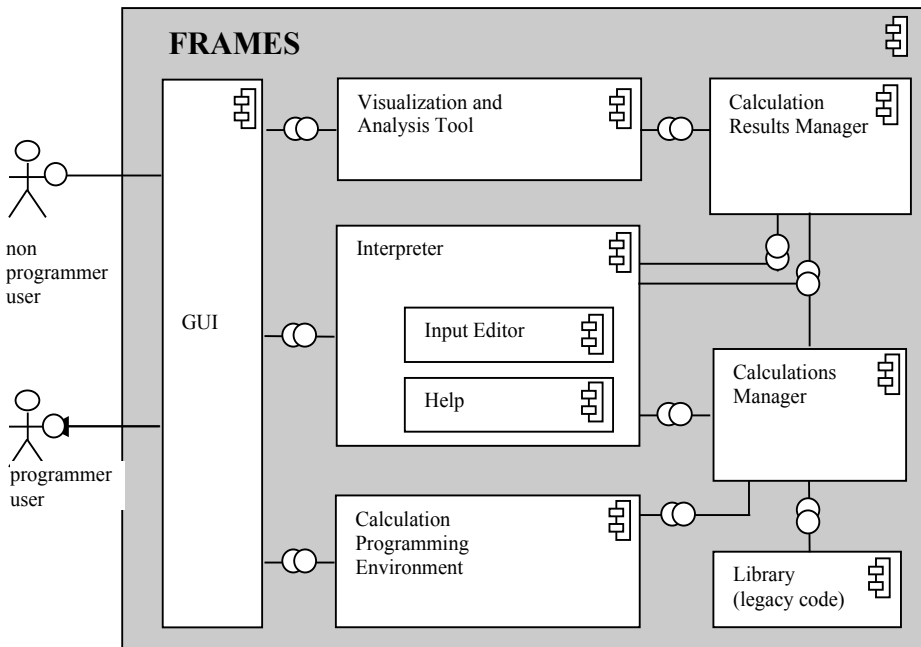 FRAMES
Visualization and
Analysis Tool
Calculation
Results Manager
non
programmer
user
GUI
Interpreter
Input Editor
Help
Calculations
Manager
programmer
user
Calculation
Programming
Environment
Library
(legacy code)